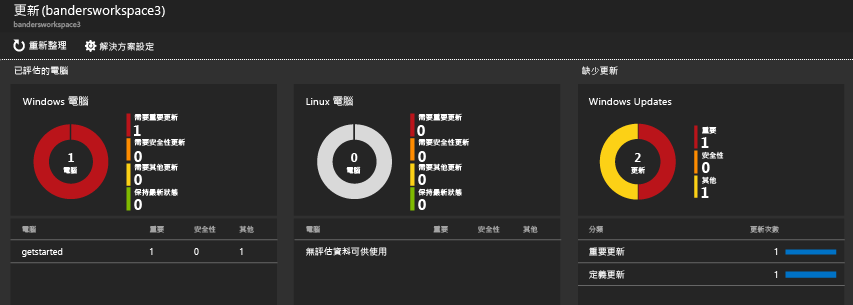 更新 (bandersworkspace3)
bandersworkspace3
重新整理 解決方案設定
已評估的電腦
Windows 電腦
1
電腦
需要重要更新
1
需要安全性更新
0
需要其他更新
0
保持最新狀態
0
電腦 重要 安全性 其他
getstarted 1 0 1
Linux 電腦
0
電腦
需要重要更新
0
需要安全性更新
0
需要其他更新
0
保持最新狀態
0
電腦 重要 安全性 其他
無評估資料可供使用
缺少更新
Windows Updates
2
更新
重要
1
安全性
0
其他
1
分類 更新次數
重要更新 1
定義更新 1